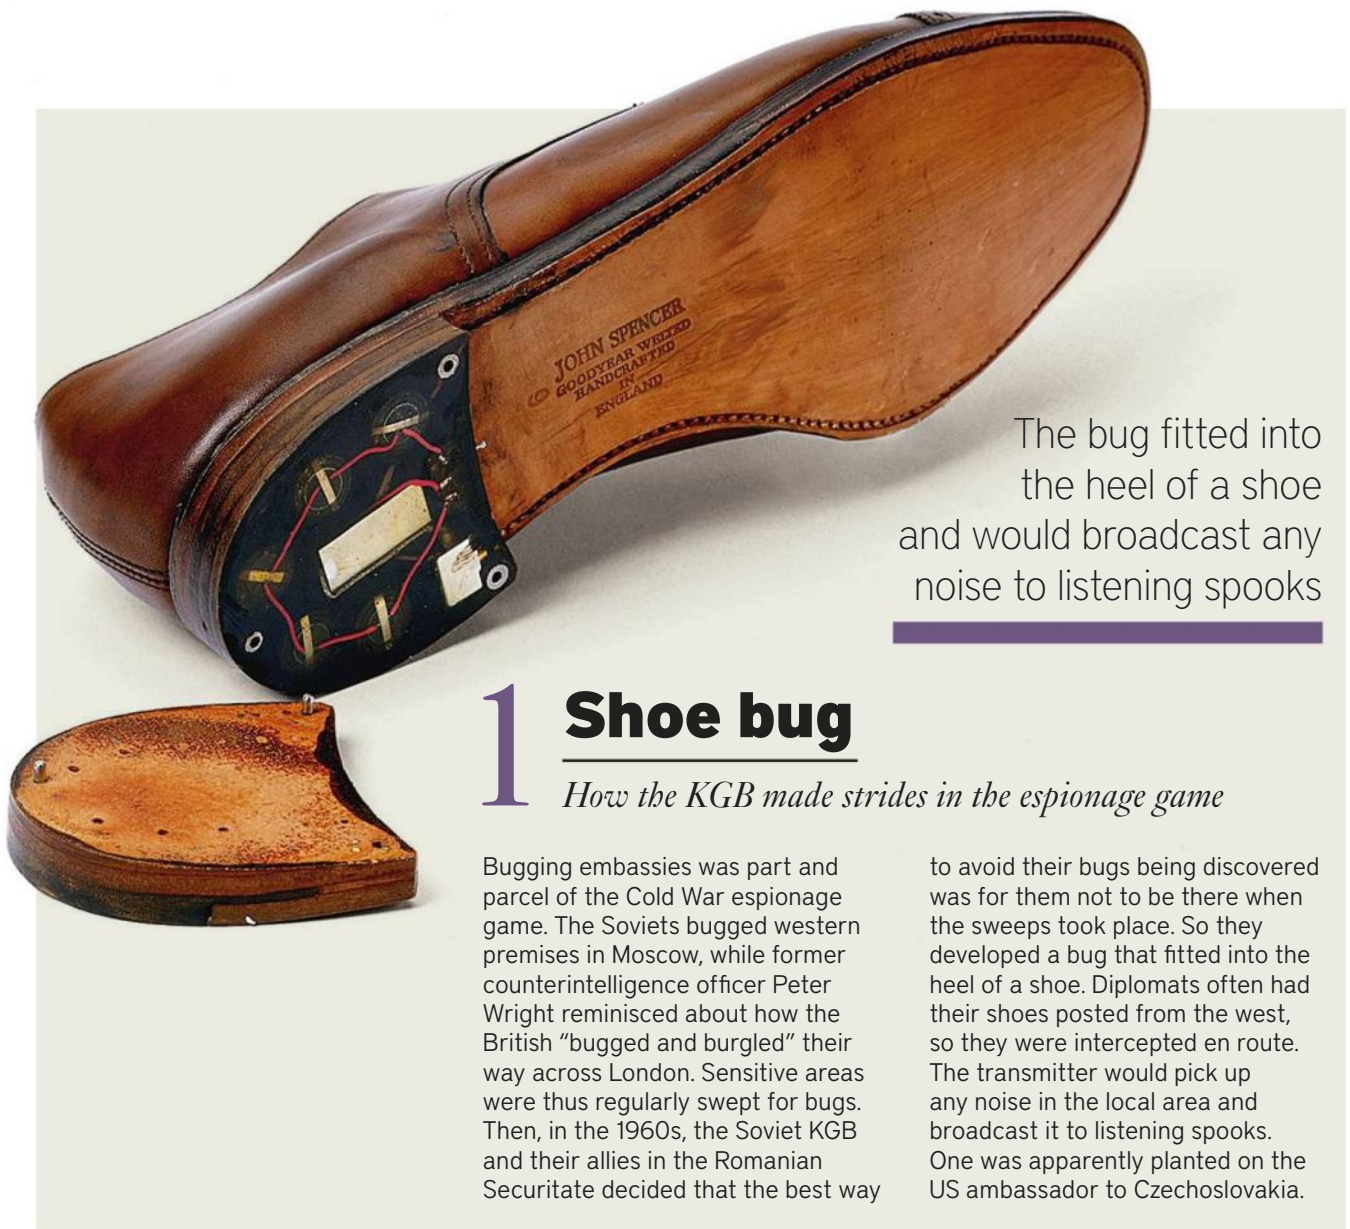 JOHN SPENCER
GOODYEAR WELTED
HANDCRAFTED
IN
ENGLAND
The bug fitted into
the heel of a shoe
and would broadcast any
noise to listening spooks
1 Shoe bug
How the KGB made strides in the espionage game
Bugging embassies was part and
parcel of the Cold War espionage
game. The Soviets bugged western
premises in Moscow, while former
counterintelligence officer Peter
Wright reminisced about how the
British “bugged and burgled” their
way across London. Sensitive areas
were thus regularly swept for bugs.
Then, in the 1960s, the Soviet KGB
and their allies in the Romanian
Securitate decided that the best way
to avoid their bugs being discovered
was for them not to be there when
the sweeps took place. So they
developed a bug that fitted into the
heel of a shoe. Diplomats often had
their shoes posted from the west,
so they were intercepted en route.
The transmitter would pick up
any noise in the local area and
broadcast it to listening spooks.
One was apparently planted on the
US ambassador to Czechoslovakia.